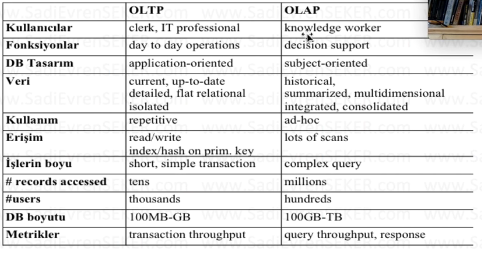 OLTP OLAP
Kullanıcılar clerk, IT professional knowledge worker
Fonksiyonlar day to day operations decision support
DB Tasarım application-oriented subject-oriented
Veri current, up-to-date historical,
detailed, flat relational summarized, multidimensional
isolated integrated, consolidated
Kullanım repetitive ad-hoc
Erişim read/write lots of scans
index/hash on prim. key
İşlerin boyu short, simple transaction complex query
# records accessed tens millions
#users thousands hundreds
DB boyutu 100MB-GB 100GB-TB
Metrikler transaction throughput query throughput, response